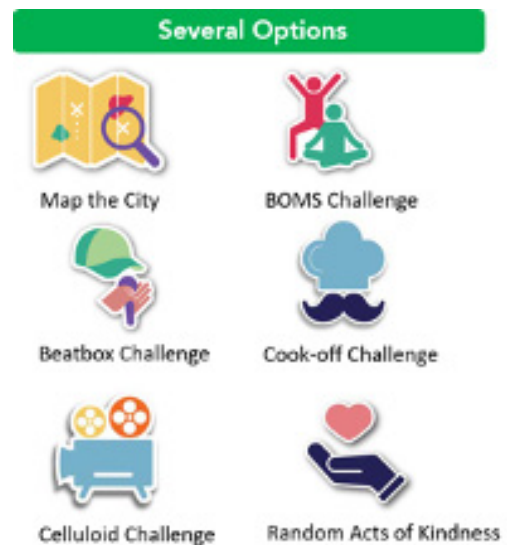 Several Options
Map the City
BOMS Challenge
Beatbox Challenge
Cook-off Challenge
Celluloid Challenge
Random Acts of Kindness